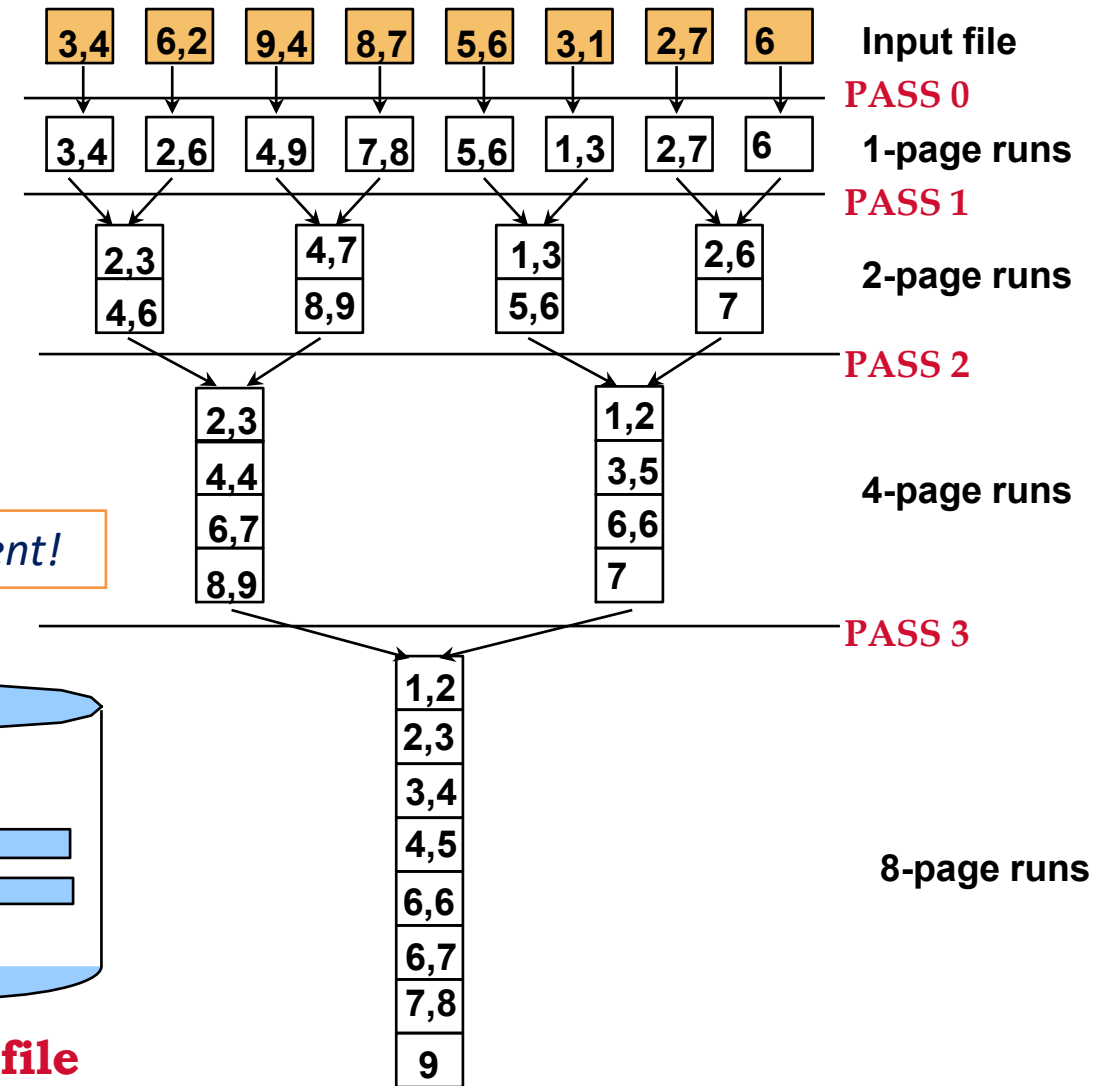 3,4 6,2 9,4 8,7 5,6 3,1 2,7 6 Input file
PASS 0
3,4 2,6 4,9 7,8 5,6 1,3 2,7 6 1-page runs
PASS 1
2,3 4,7 1,3 2,6
4,6 8,9 5,6 7
2-page runs
PASS 2
2,3 1,2
4,4 3,5
4-page runs
6,7 6,6
ent!
8,9 7
PASS 3
1,2
2,3
3,4
4,5
8-page runs
6,6
6,7
7,8
file
9